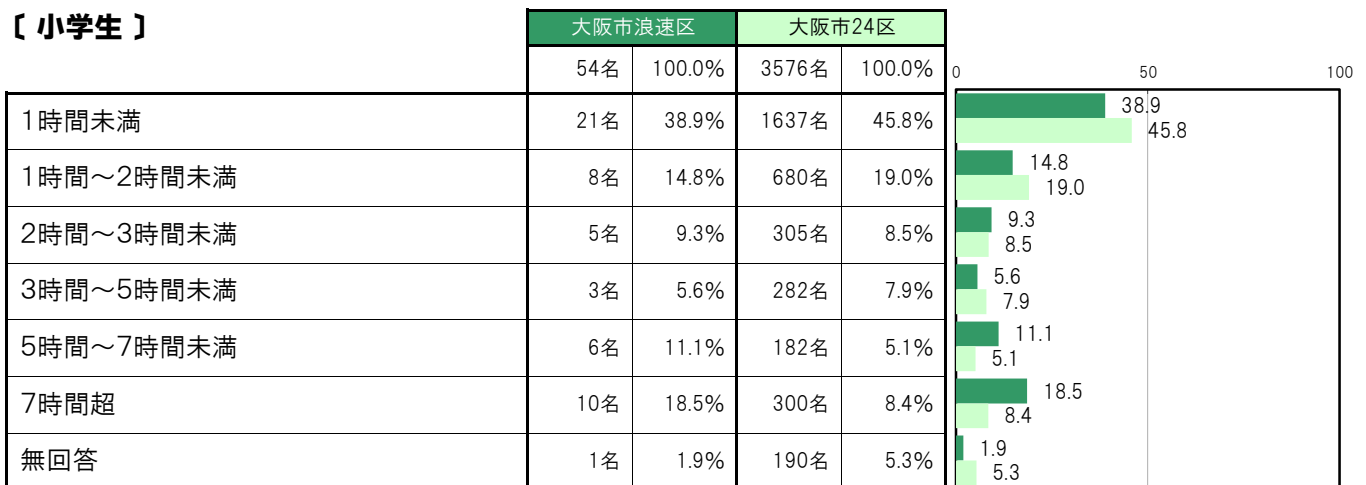 〔 小学生 〕
大阪市浪速区 大阪市24区
54名 100.0% 3576名 100.0% 0 50 100
1時間未満 21名 38.9% 1637名 45.8% 38.9
45.8
1時間～2時間未満 8名 14.8% 680名 19.0% 14.8
19.0
2時間～3時間未満 5名 9.3% 305名 8.5% 9.3
8.5
3時間～5時間未満 3名 5.6% 282名 7.9% 5.6
7.9
5時間～7時間未満 6名 11.1% 182名 5.1% 11.1
5.1
7時間超 10名 18.5% 300名 8.4% 18.5
8.4
無回答 1名 1.9% 190名 5.3% 1.9
5.3